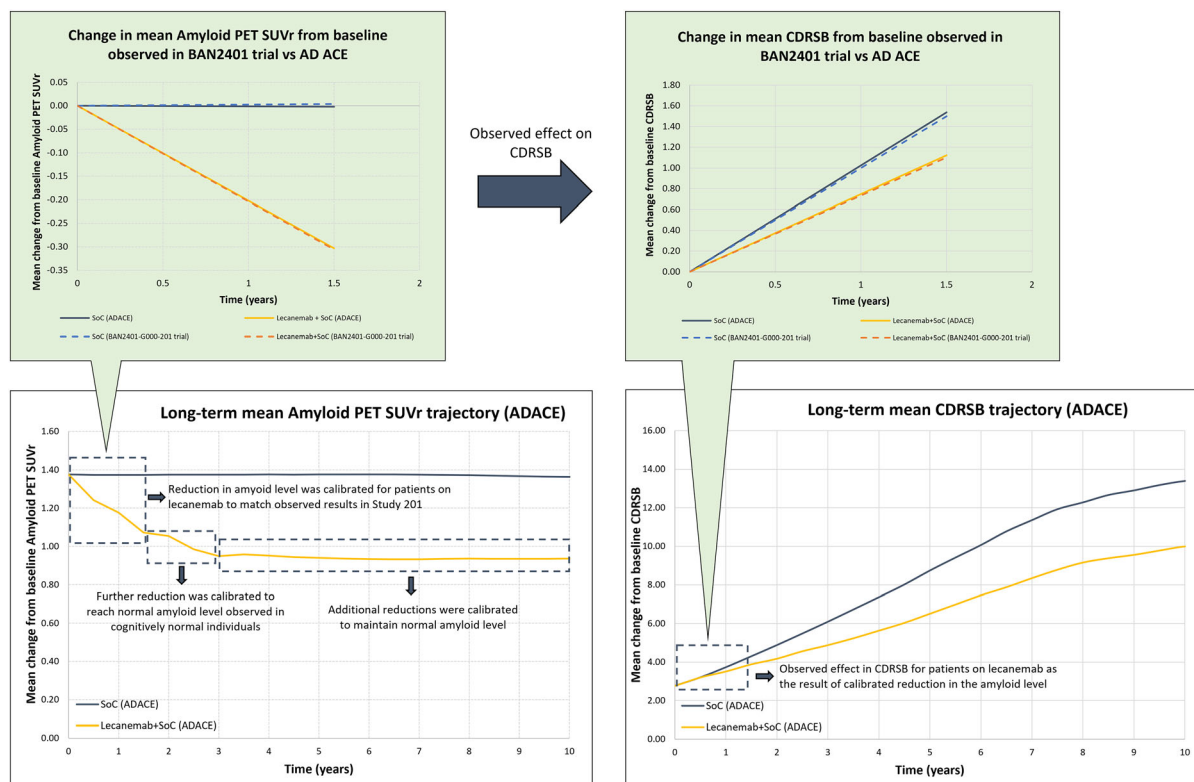 Change in mean Amyloid PET SUVr from baseline
observed in BAN2401 trial vs AD ACE
Mean change from baseline Amyloid PET SUVr
0.05
0.00
-0.05
-0.10
-0.15
-0.20
-0.25
-0.30
-0.35
0
0.5
1
1.5
2
Time (years)
SoC (ADACE)
Lecanemab + SoC (ADACE)
SoC (BAN2401-G000-201 trial)
Lecanemab+SoC (BAN2401-G000-201 trial)
Observed effect on
CDRSB
Change in mean CDRSB from baseline observed in
BAN2401 trial vs AD ACE
Mean change from baseline CDRSB
1.80
1.60
1.40
1.20
1.00
0.80
0.60
0.40
0.20
0.00
0
0.5
1
1.5
2
Time (years)
SoC (ADACE)
Lecanemab+SoC (ADACE)
SoC (BAN2401-G000-201 trial)
Lecanemab+SoC (BAN2401-G000-201 trial)
Long-term mean Amyloid PET SUVr trajectory (ADACE)
Mean change from baseline Amyloid PET SUVr
1.60
1.40
1.20
1.00
0.80
0.60
0.40
0.20
0.00
Reduction in amyoid level was calibrated for patients on
lecanemab to match observed results in Study 201
Further reduction was calibrated to
reach normal amyloid level observed in
cognitively normal individuals
Additional reductions were calibrated
to maintain normal amyloid level
SoC (ADACE)
Lecanemab+SoC (ADACE)
0
1
2
3
4
5
6
7
8
9
10
Time (years)
Long-term mean CDRSB trajectory (ADACE)
Mean change from baseline CDRSB
16.00
14.00
12.00
10.00
8.00
6.00
4.00
2.00
0.00
Observed effect in CDRSB for patients on lecanemab as
the result of calibrated reduction in the amyloid level
SoC (ADACE)
Lecanemab+SoC (ADACE)
0
1
2
3
4
5
6
7
8
9
10
Time (years)